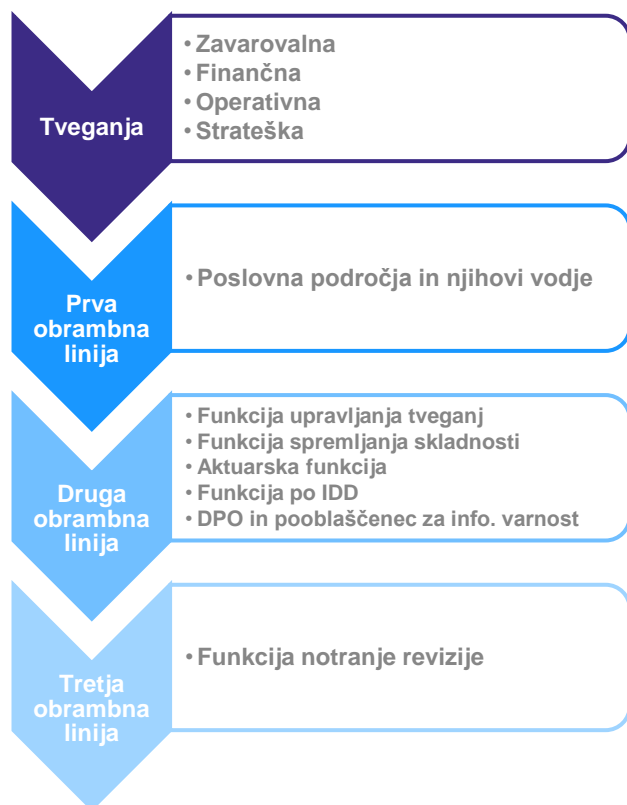 Tveganja
• Zavarovalna
• Finančna
• Operativna
• Strateška
Prva
obrambna
linija
• Poslovna področja in njihovi vodje
Druga
obrambna
linija
• Funkcija upravljanja tveganj
• Funkcija spremljanja skladnosti
• Aktuarska funkcija
• Funkcija po IDD
• DPO in pooblaščenec za info. varnost
Tretja
obrambna
linija
• Funkcija notranje revizije